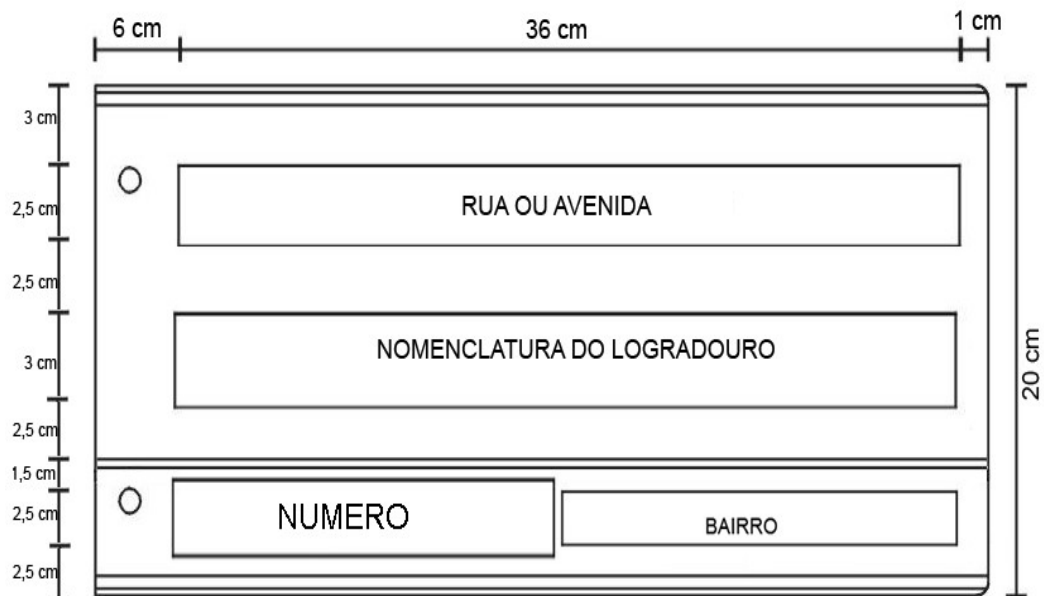 6 cm
36 cm
1 cm
3 cm
2,5 cm
RUA OU AVENIDA
2,5 cm
NOMENCLATURA DO LOGRADOURO
3 cm
20 cm
2,5 cm
1,5 cm
2,5 cm
NUMERO
BAIRRO
2,5 cm